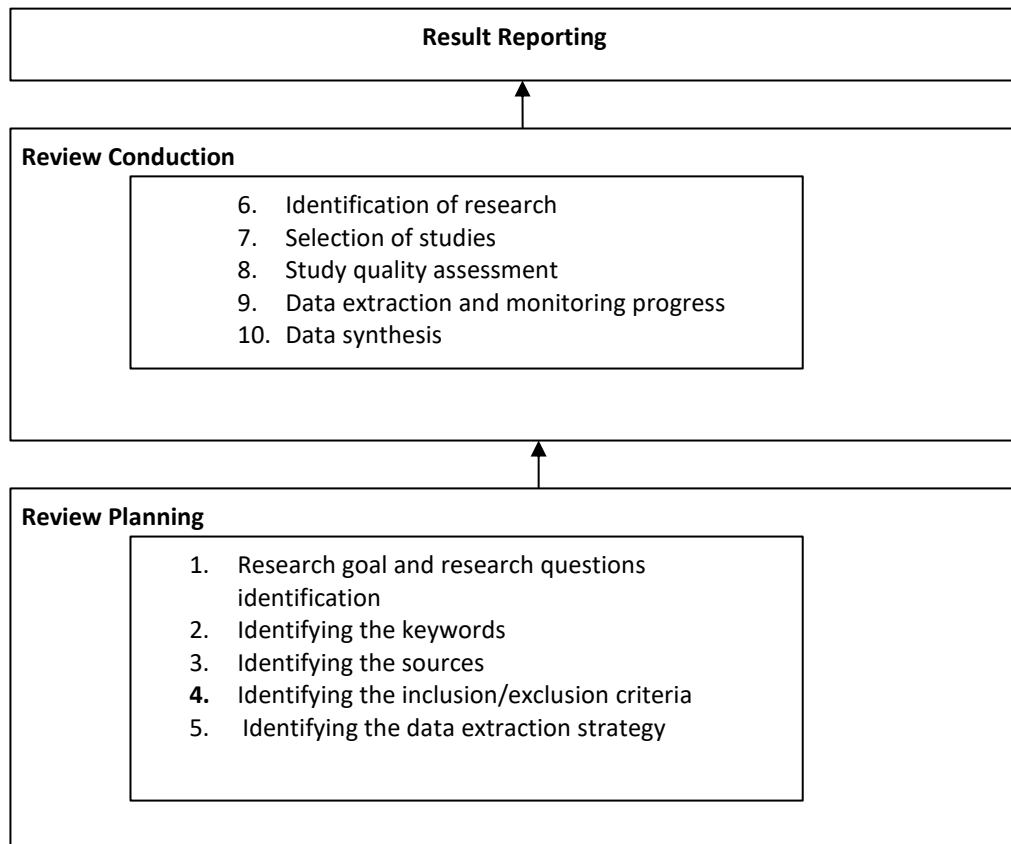 Result Reporting
Review Conduction
6. Identification of research
7. Selection of studies
8. Study quality assessment
9. Data extraction and monitoring progress
10. Data synthesis
Review Planning
1. Research goal and research questions
identification
2. Identifying the keywords
3. Identifying the sources
4. Identifying the inclusion/exclusion criteria
5. Identifying the data extraction strategy